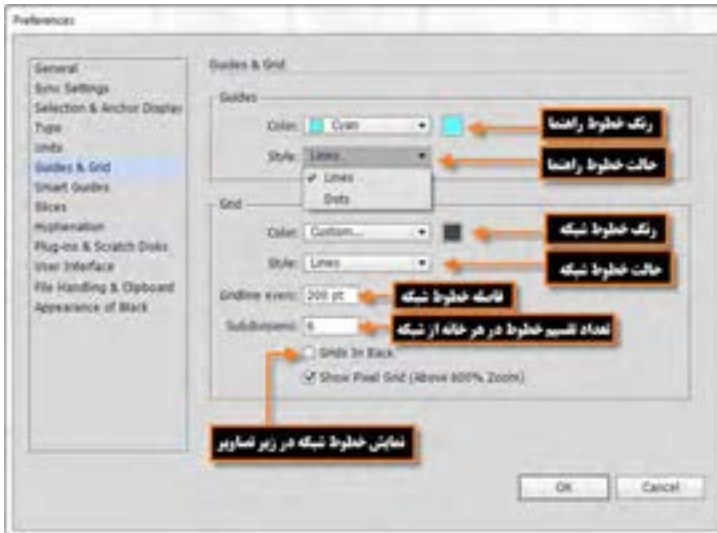 Preferences
General
Sync Settings
Selection & Anchor Display
Type
Units
Guides & Grid
Smart Guides
Slices
Hyphenation
Plug-ins & Scratch Disks
User Interface
File Handling & Clipboard
Appearance of Black
Guides & Grid
Guides
Color: Cyan
رنگ خطوط راهنما
Style: Lines
حالت خطوط راهنما
Lines
Dots
Grid
Color: Custom...
رنگ خطوط شبکه
Style: Lines
حالت خطوط شبکه
Gridline every: 200 pt
فاصله خطوط شبکه
Subdivisions: 6
تعداد تقسیم خطوط در هر خانه از شبکه
Grids In Back
Show Pixel Grid (Above 600% Zoom)
نمایش خطوط شبکه در زیر تصاویر
OK
Cancel